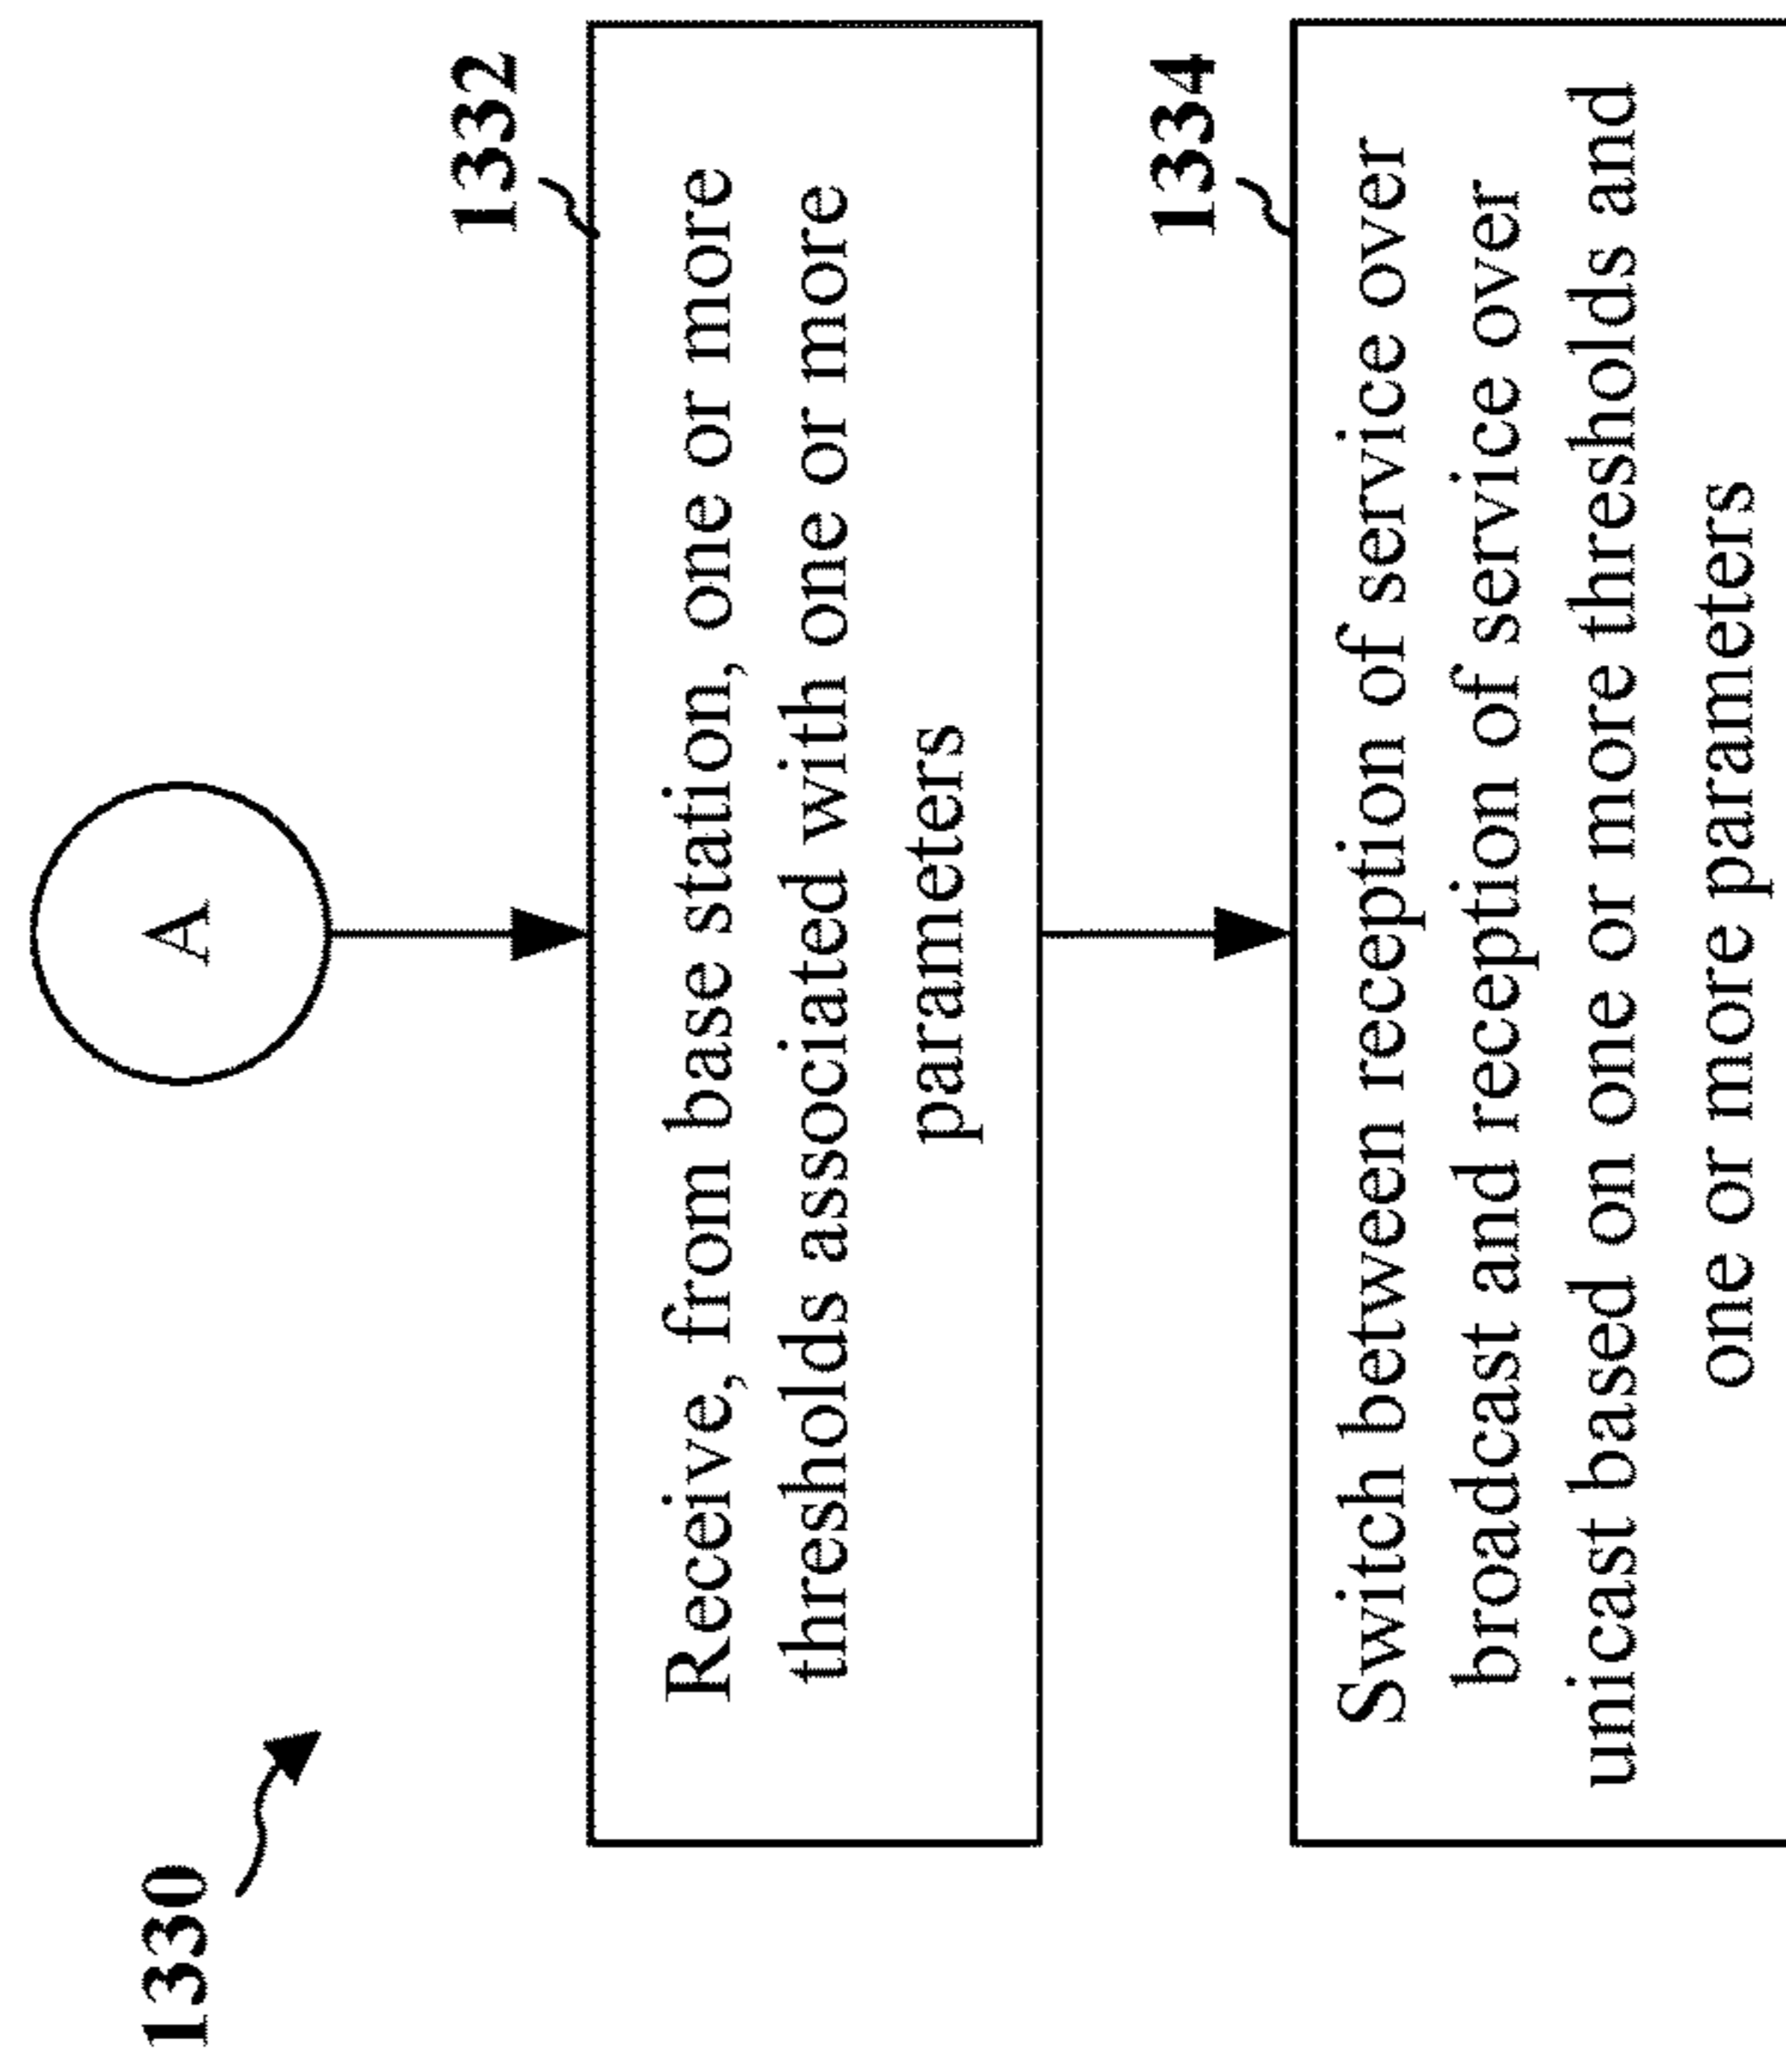 1330
A
1332
Receive, from base station, one or more
thresholds associated with one or more
parameters
1334
Switch between reception of service over
broadcast and reception of service over
unicast based on one or more thresholds and
one or more parameters